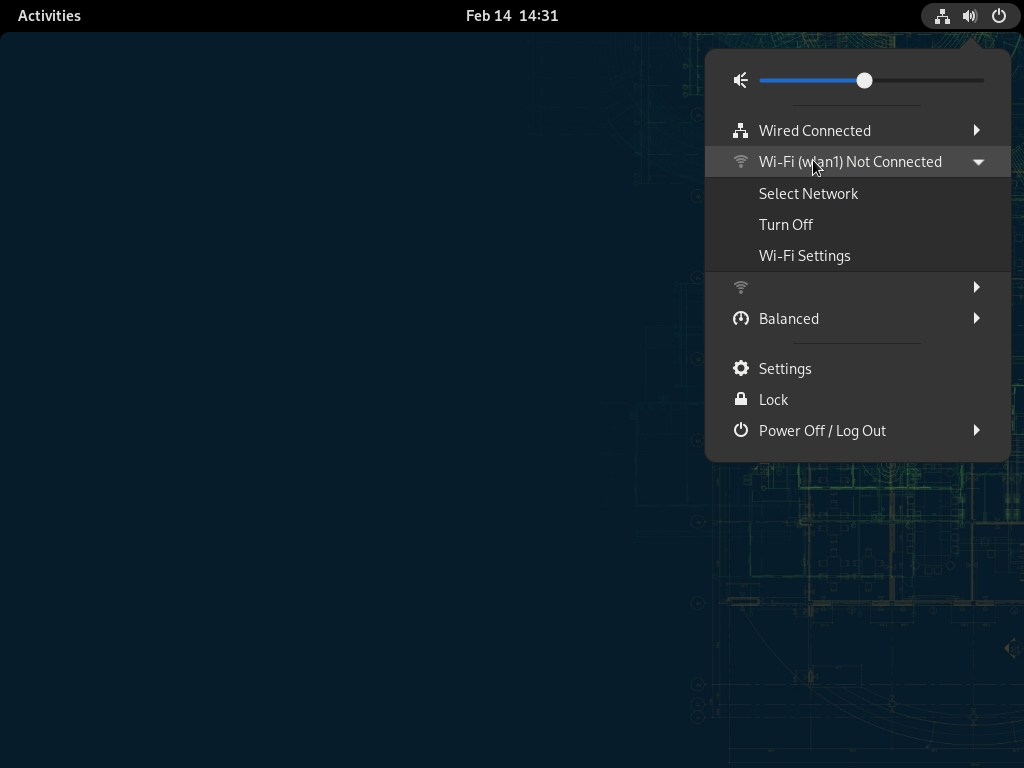 Activities
Feb 14 14:31
Wired Connected
Wi-Fi (wlan1) Not Connected
Select Network
Turn Off
Wi-Fi Settings
Balanced
Settings
Lock
Power Off / Log Out